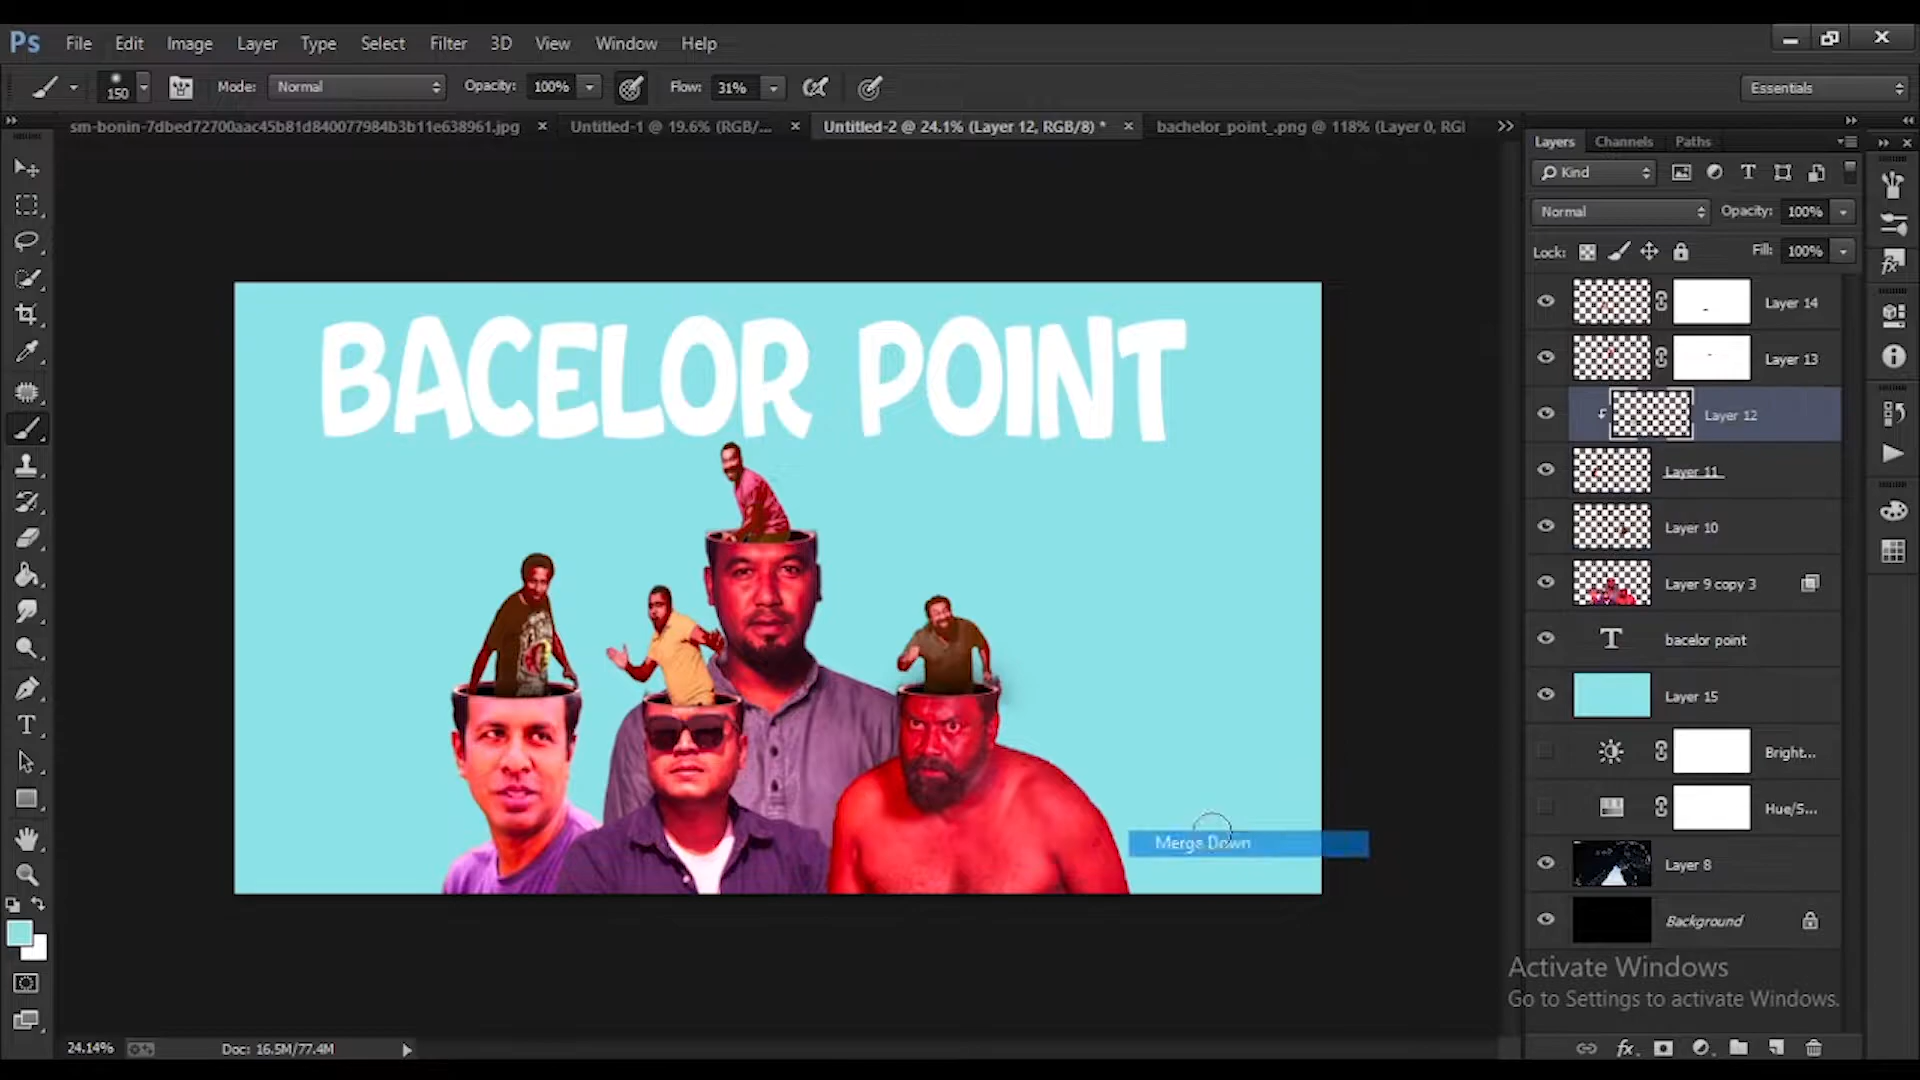 Ps File Edit Image Layer Type Select Filter 3D View Window Help
150 Mode: Normal Opacity: 100% Flow: 31% Essentials
sm-bonin-7dbed72700aac45b81d840077984b3b11e638961.jpg × Untitled-1 @ 19.6% (RGB/... × Untitled-2 @ 24.1% (Layer 12, RGB/8) * × bachelor_point_.png @ 118% (Layer 0, RGI
Layers Channels Paths
Kind
Normal Opacity: 100%
Lock: Fill: 100%
Layer 14
Layer 13
Layer 12
Layer 11
Layer 10
Layer 9 copy 3
bacelor point
Layer 15
Bright...
Hue/S...
Layer 8
Background
BACELOR POINT
Merge Down
Activate Windows
Go to Settings to activate Windows.
24.14% Doc: 16.5M/77.4M